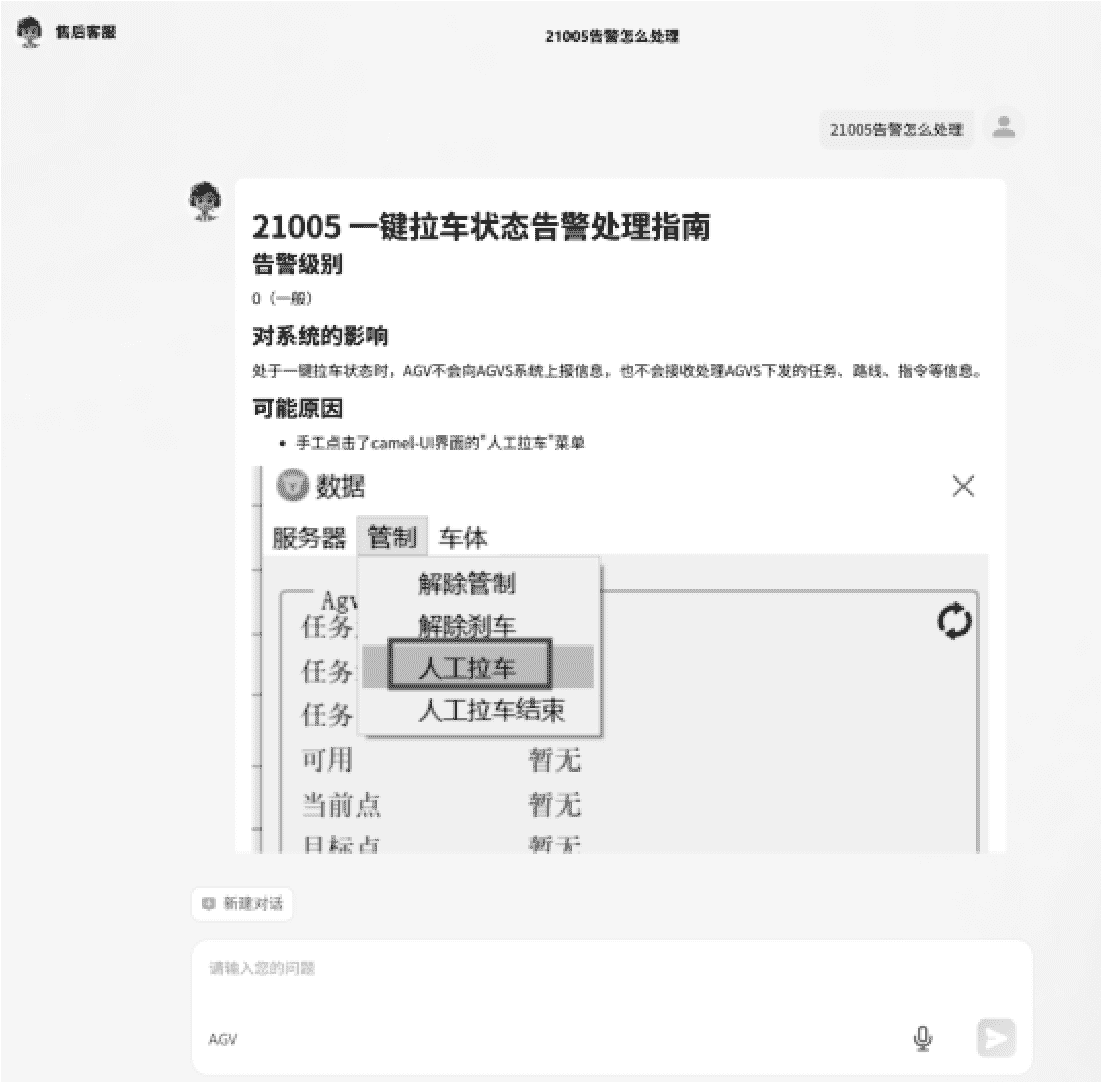 售后客服
21005告警怎么处理
21005告警怎么处理
21005 一键拉车状态告警处理指南
告警级别
0（一般）
对系统的影响
处于一键拉车状态时，AGV不会向AGVS系统上报信息，也不会接收处理AGVS下发的任务、路线、指令等信息。
可能原因
• 手工点击了camel-UI界面的"人工拉车"菜单
数据
服务器 管制 车体
解除管制
Agv
任务
解除刹车
任务
人工拉车
任务
人工拉车结束
可用 暂无
当前点 暂无
目标点 暂无
新建对话
请输入您的问题
AGV